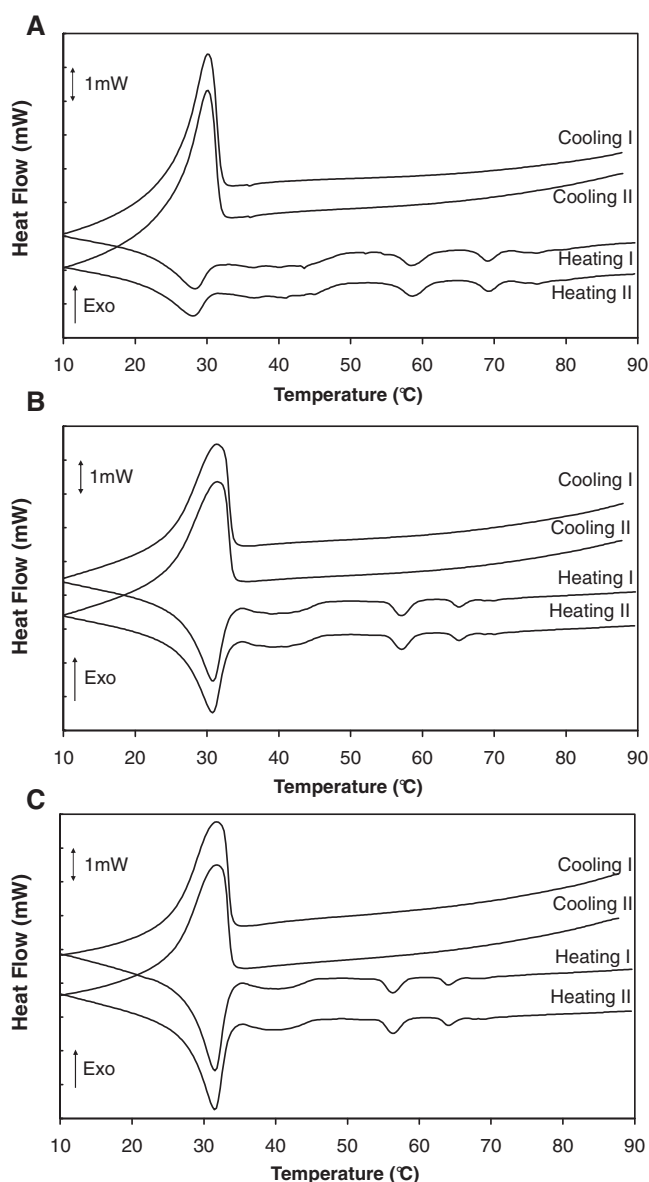 A
1mW
Cooling I
Cooling II
Heating I
Heating II
Exo
Heat Flow (mW)
10 20 30 40 50 60 70 80 90
Temperature (°C)
B
1mW
Cooling I
Cooling II
Heating I
Heating II
Exo
Heat Flow (mW)
10 20 30 40 50 60 70 80 90
Temperature (°C)
C
1mW
Cooling I
Cooling II
Heating I
Heating II
Exo
Heat Flow (mW)
10 20 30 40 50 60 70 80 90
Temperature (°C)